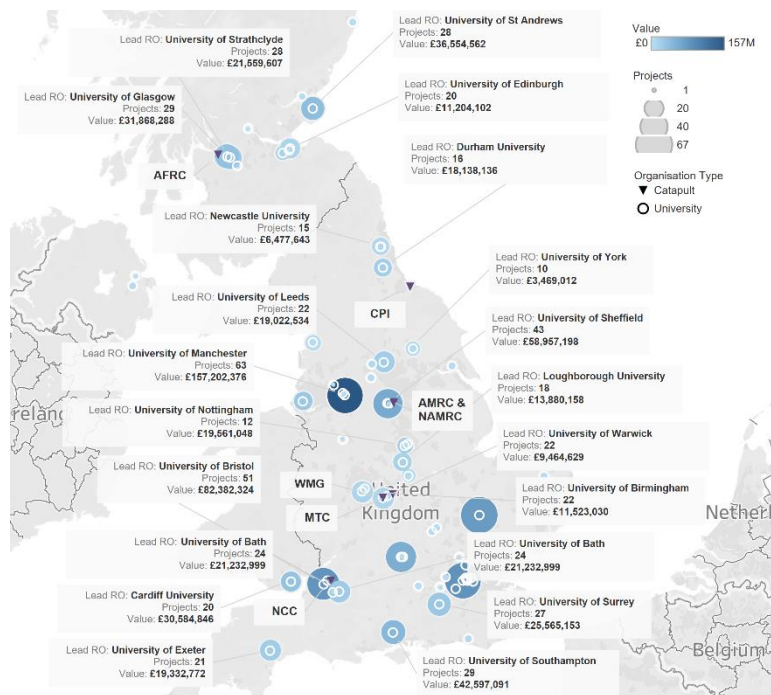 Lead RO: University of St Andrews
Projects: 28
Value: £36,554,562
Lead RO: University of Strathclyde
Projects: 28
Value: £21,559,607
Lead RO: University of Edinburgh
Projects: 20
Value: £11,204,102
Lead RO: University of Glasgow
Projects: 29
Value: £31,868,288
Lead RO: Durham University
Projects: 16
Value: £18,138,136
AFRC
Lead RO: Newcastle University
Projects: 15
Value: £6,477,643
Lead RO: University of York
Projects: 10
Value: £3,469,012
CPI
Lead RO: University of Leeds
Projects: 22
Value: £19,022,534
Lead RO: University of Sheffield
Projects: 43
Value: £58,957,198
Lead RO: University of Manchester
Projects: 63
Value: £157,202,376
Lead RO: Loughborough University
Projects: 18
Value: £13,880,158
AMRC &
NAMRC
Lead RO: University of Nottingham
Projects: 12
Value: £19,561,048
Lead RO: University of Warwick
Projects: 22
Value: £9,464,629
Lead RO: University of Bristol
Projects: 51
Value: £82,382,324
WMG
MTC
United
Kingdom
Lead RO: University of Birmingham
Projects: 22
Value: £11,523,030
Lead RO: University of Bath
Projects: 24
Value: £21,232,999
Lead RO: University of Bath
Projects: 24
Value: £21,232,999
Lead RO: Cardiff University
Projects: 20
Value: £30,584,846
NCC
Lead RO: University of Surrey
Projects: 27
Value: £25,565,153
Lead RO: University of Exeter
Projects: 21
Value: £19,332,772
Lead RO: University of Southampton
Projects: 29
Value: £42,597,091
Value
£0
157M
Projects
1
20
40
67
Organisation Type
Catapult
University
reland
Netherl
Belgium